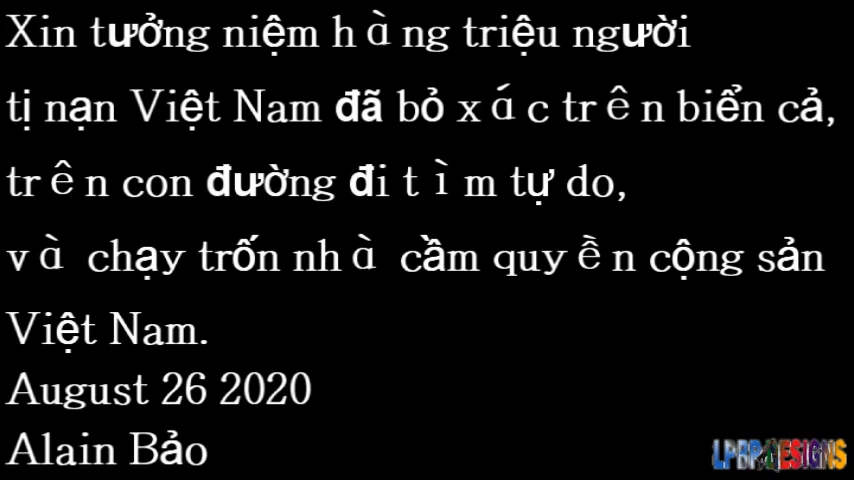 Xin tưởng niệm hàng triệu người
tị nạn Việt Nam đã bỏ xác trên biển cả,
trên con đường đi tìm tự do,
và chạy trốn nhà cầm quyền cộng sản
Việt Nam.
August 26 2020
Alain Bảo
LPBP DESIGNS